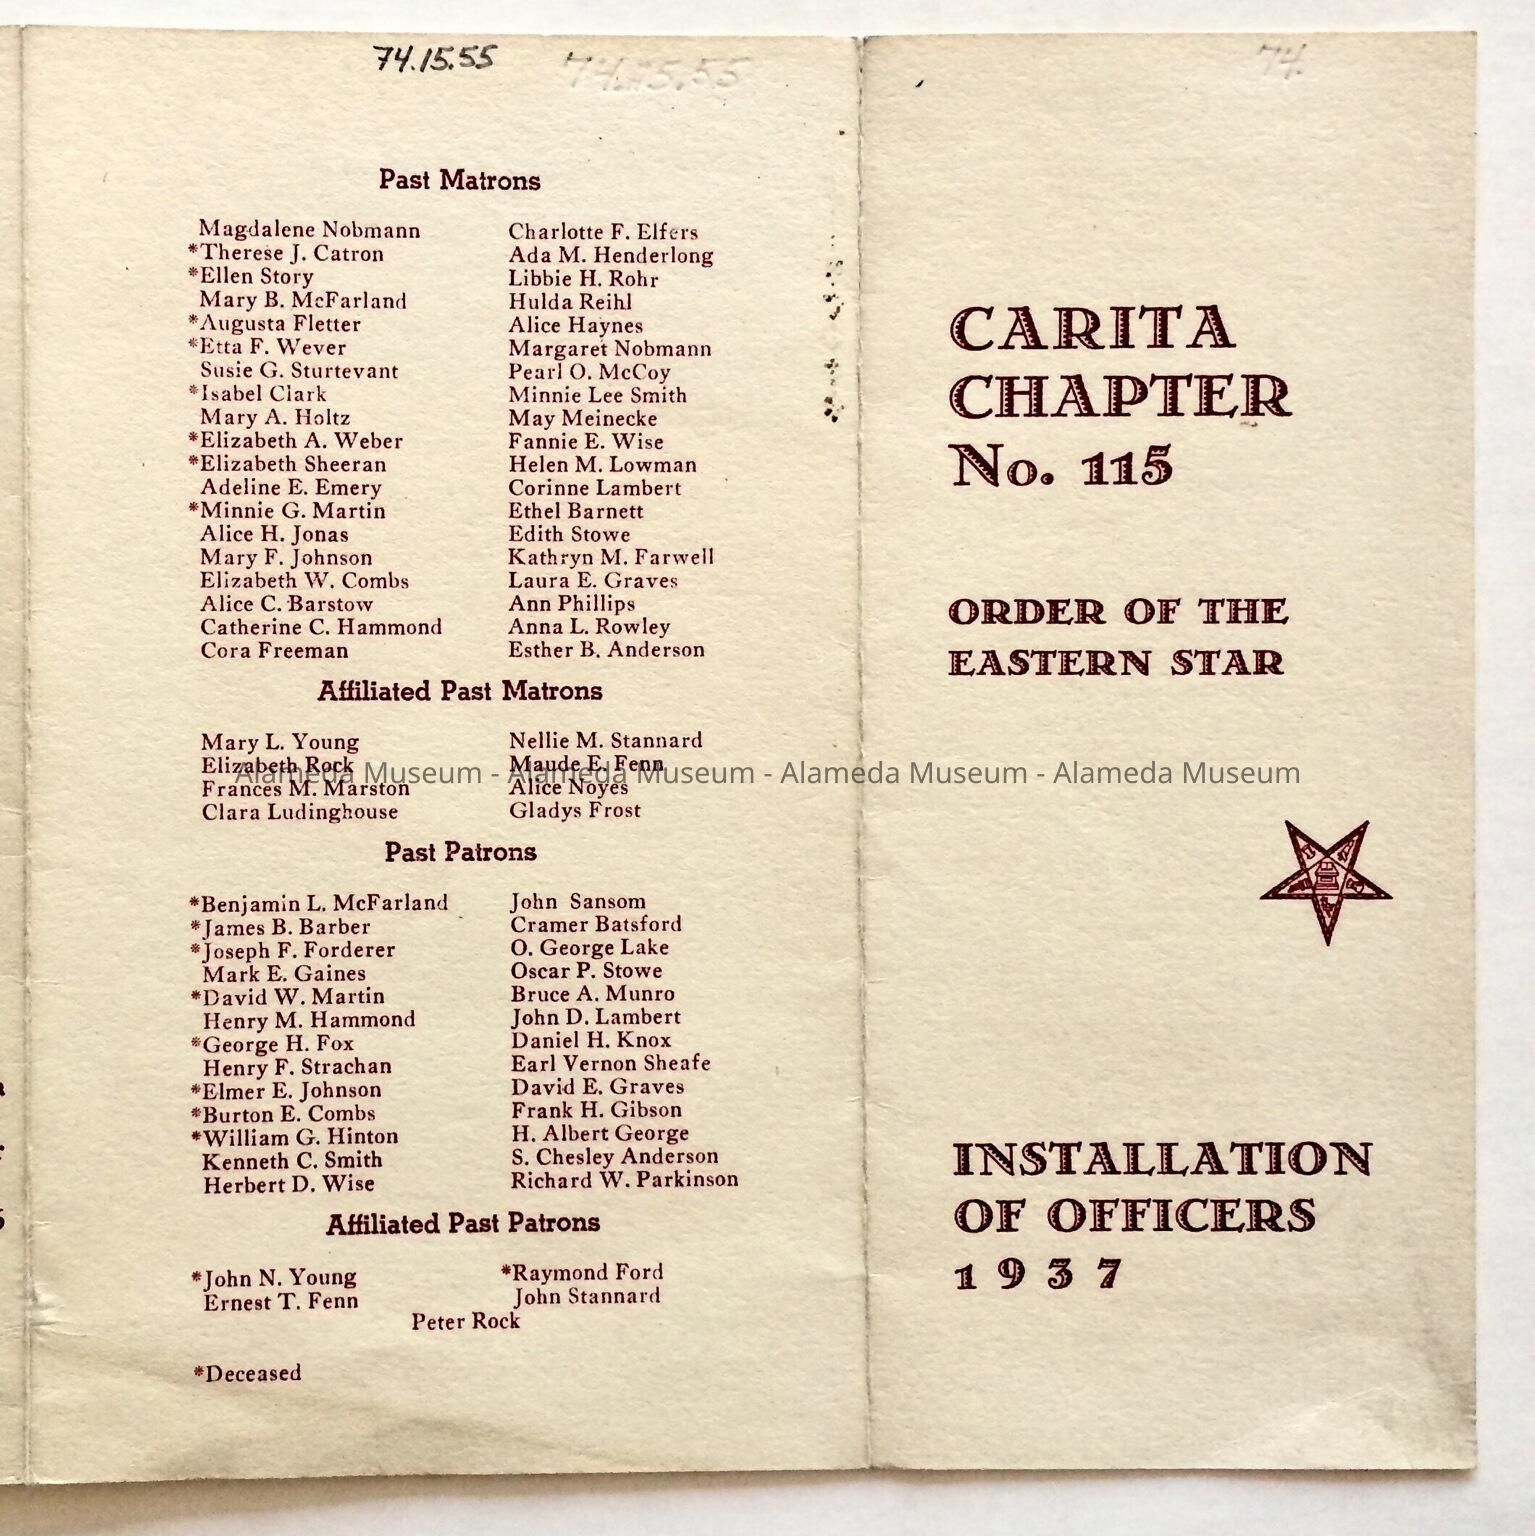 74.15.55
74.15.55
Past Matrons
Magdalene Nobmann
*Therese J. Catron
*Ellen Story
Mary B. McFarland
*Augusta Fletter
*Etta F. Wever
Susie G. Sturtevant
*Isabel Clark
Mary A. Holtz
*Elizabeth A. Weber
*Elizabeth Sheeran
Adeline E. Emery
*Minnie G. Martin
Alice H. Jonas
Mary F. Johnson
Elizabeth W. Combs
Alice C. Barstow
Catherine C. Hammond
Cora Freeman
Charlotte F. Elfers
Ada M. Henderlong
Libbie H. Rohr
Hulda Reihl
Alice Haynes
Margaret Nobmann
Pearl O. McCoy
Minnie Lee Smith
May Meinecke
Fannie E. Wise
Helen M. Lowman
Corinne Lambert
Ethel Barnett
Edith Stowe
Kathryn M. Farwell
Laura E. Graves
Ann Phillips
Anna L. Rowley
Esther B. Anderson
Affiliated Past Matrons
Mary L. Young
Elizabeth Rock
Frances M. Marston
Clara Ludinghouse
Nellie M. Stannard
Maude E. Fenn
Alice Noyes
Gladys Frost
Past Patrons
*Benjamin L. McFarland
*James B. Barber
*Joseph F. Forderer
Mark E. Gaines
*David W. Martin
Henry M. Hammond
*George H. Fox
Henry F. Strachan
*Elmer E. Johnson
*Burton E. Combs
*William G. Hinton
Kenneth C. Smith
Herbert D. Wise
John Sansom
Cramer Batsford
O. George Lake
Oscar P. Stowe
Bruce A. Munro
John D. Lambert
Daniel H. Knox
Earl Vernon Sheafe
David E. Graves
Frank H. Gibson
H. Albert George
S. Chesley Anderson
Richard W. Parkinson
Affiliated Past Patrons
*John N. Young
Ernest T. Fenn
*Raymond Ford
John Stannard
Peter Rock
*Deceased
74.
CARITA
CHAPTER
No. 115
ORDER OF THE
EASTERN STAR
INSTALLATION
OF OFFICERS
1937
Alameda Museum - Alameda Museum - Alameda Museum - Alameda Museum